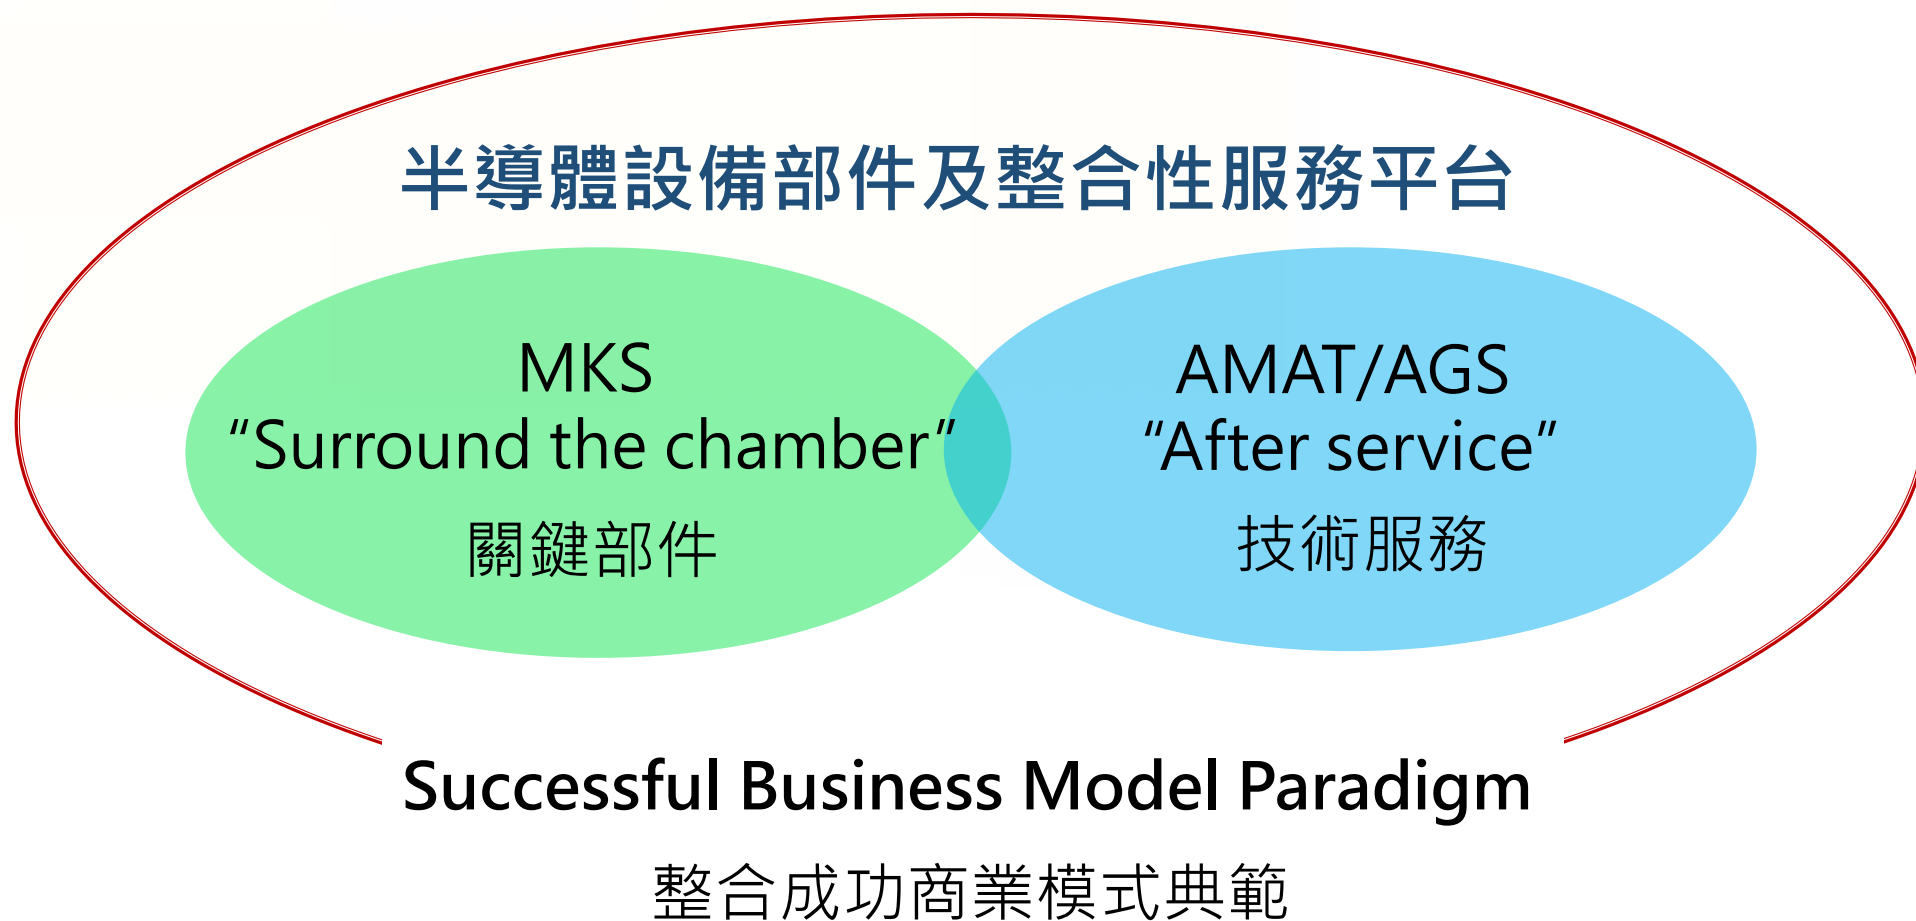 半導體設備部件及整合性服務平台
MKS
“Surround the chamber”
關鍵部件
AMAT/AGS
“After service”
技術服務
Successful Business Model Paradigm
整合成功商業模式典範